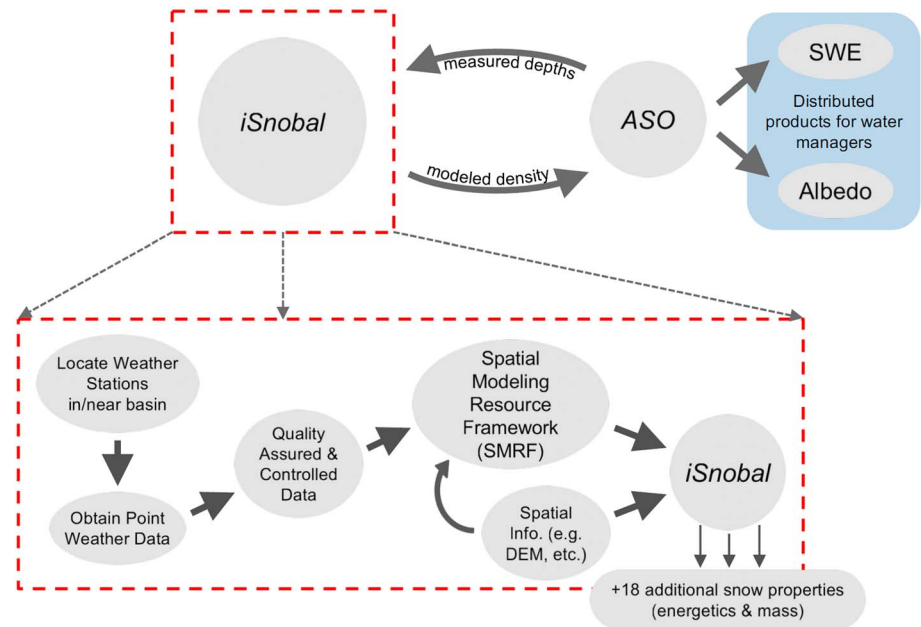 iSnobal
measured depths
modeled density
ASO
SWE
Distributed
products for water
managers
Albedo
Locate Weather
Stations
in/near basin
Obtain Point
Weather Data
Quality
Assured &
Controlled
Data
Spatial
Modeling
Resource
Framework
(SMRF)
Spatial
Info. (e.g.
DEM, etc.)
iSnobal
+18 additional snow properties
(energetics & mass)